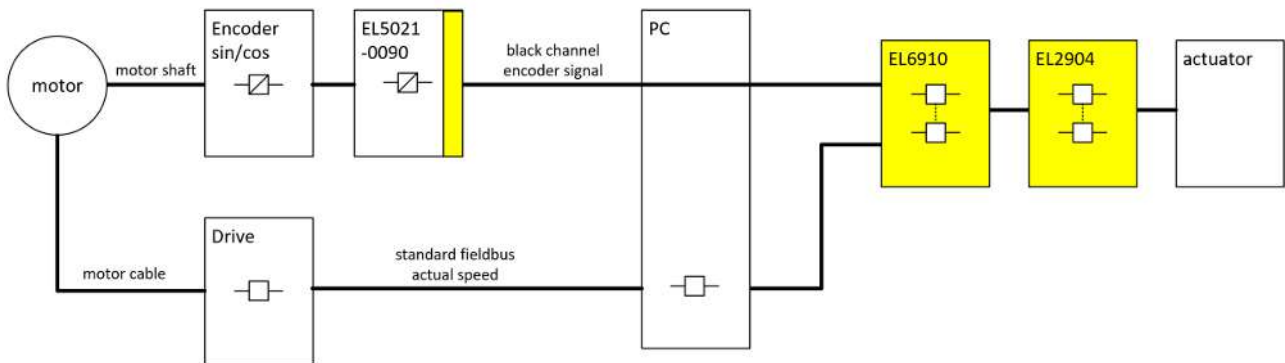 motor
motor shaft
Encoder
sin/cos
EL5021
-0090
black channel
encoder signal
PC
EL6910
EL2904
actuator
motor cable
Drive
standard fieldbus
actual speed